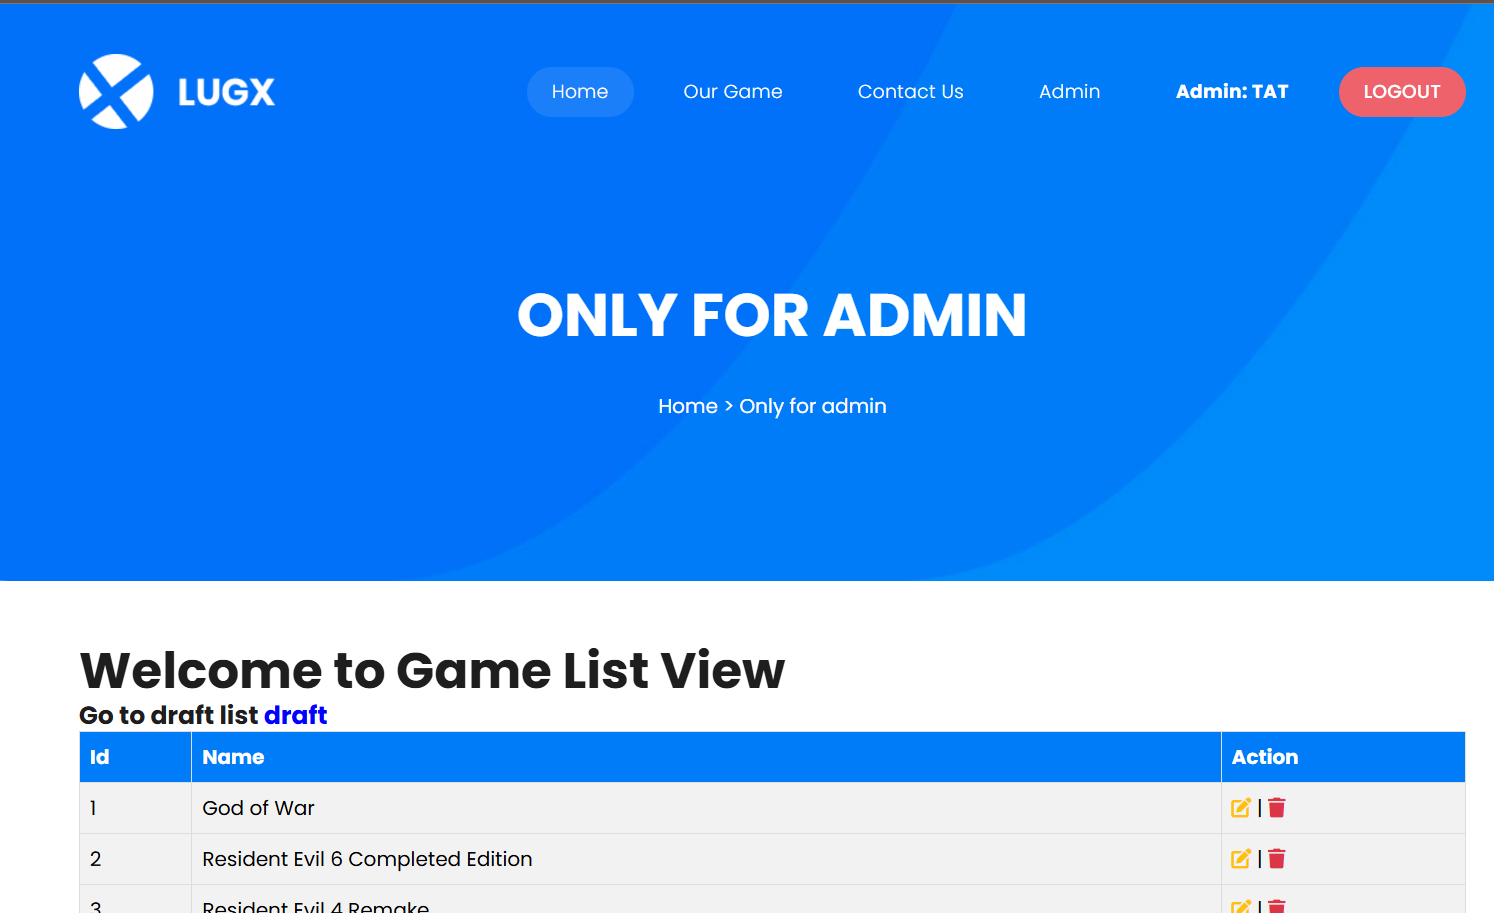 LUGX
Home
Our Game
Contact Us
Admin
Admin: TAT
LOGOUT
ONLY FOR ADMIN
Home > Only for admin
Welcome to Game List View
Go to draft list draft
Id Name Action
1 God of War |
2 Resident Evil 6 Completed Edition |
3 Resident Evil 4 Remake |